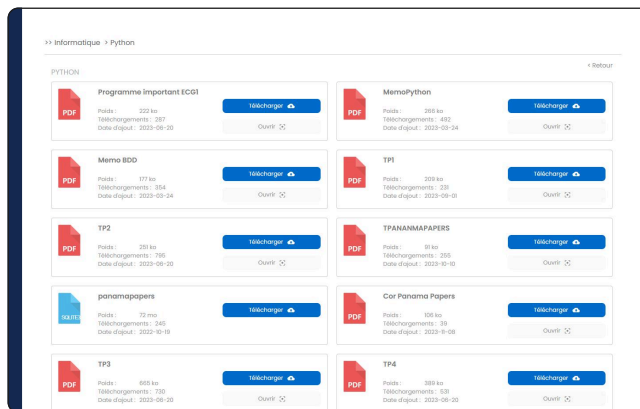 >> Informatique > Python
< Retour
PYTHON
PDF
Programme important ECG1
Poids : 222 ko
Téléchargements : 287
Date d'ajout : 2023-06-20
Télécharger
Ouvrir
PDF
MemoPython
Poids : 268 ko
Téléchargements : 492
Date d'ajout : 2023-03-24
Télécharger
Ouvrir
PDF
Memo BDD
Poids : 177 ko
Téléchargements : 354
Date d'ajout : 2023-03-24
Télécharger
Ouvrir
PDF
TP1
Poids : 209 ko
Téléchargements : 231
Date d'ajout : 2023-06-01
Télécharger
Ouvrir
PDF
TP2
Poids : 251 ko
Téléchargements : 795
Date d'ajout : 2023-06-20
Télécharger
Ouvrir
PDF
TPANANMAPAPERS
Poids : 91 ko
Téléchargements : 255
Date d'ajout : 2023-10-10
Télécharger
Ouvrir
SQLITE3
panamapapers
Poids : 72 mo
Téléchargements : 245
Date d'ajout : 2022-10-19
Télécharger
PDF
Cor Panama Papers
Poids : 106 ko
Téléchargements : 39
Date d'ajout : 2023-11-08
Télécharger
Ouvrir
PDF
TP3
Poids : 665 ko
Téléchargements : 730
Date d'ajout : 2023-06-20
Télécharger
Ouvrir
PDF
TP4
Poids : 389 ko
Téléchargements : 531
Date d'ajout : 2023-06-20
Télécharger
Ouvrir